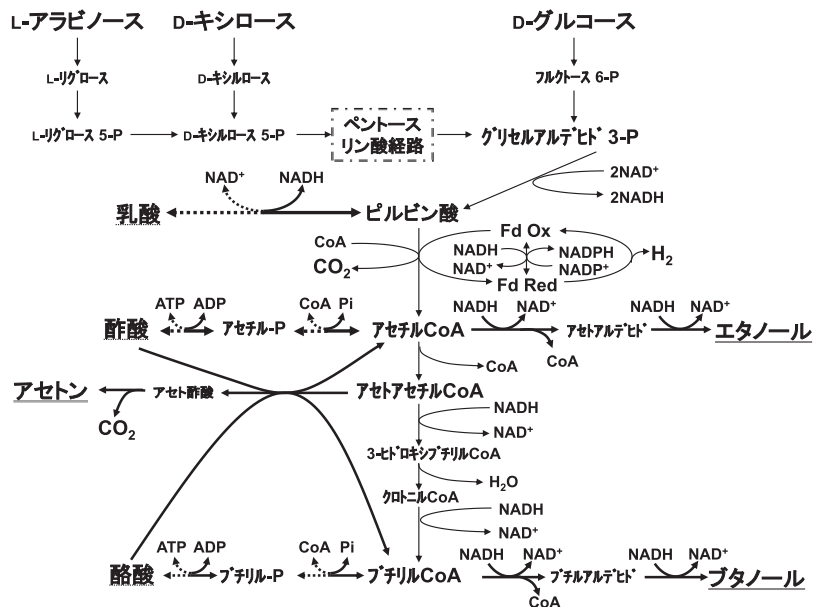 L-アラビノース D-キシロース D-グルコース
L-リグロース D-キシルロース フルクトース 6-P
L-リグロース 5-P D-キシルロース 5-P ペントース グリセルアルデヒド 3-P
リン酸経路
NAD⁺ NADH 2NAD⁺
2NADH
乳酸 ピルビン酸
CoA Fd Ox
NADH NADPH H₂
CO₂ NAD⁺ NADP⁺
Fd Red
ATP ADP CoA Pi NADH NAD⁺ NADH NAD⁺
酢酸 アセチル-P アセチルCoA アセトアルデヒド エタノール
CoA CoA
アセトン アセト酢酸 アセトアセチルCoA
CO₂ NADH
NAD⁺
3-ヒドロキシブチリルCoA
H₂O
クロトニルCoA
NADH
NAD⁺
ATP ADP CoA Pi NADH NAD⁺ NADH NAD⁺
酪酸 ブチリル-P ブチリルCoA ブチルアルデヒド ブタノール
CoA